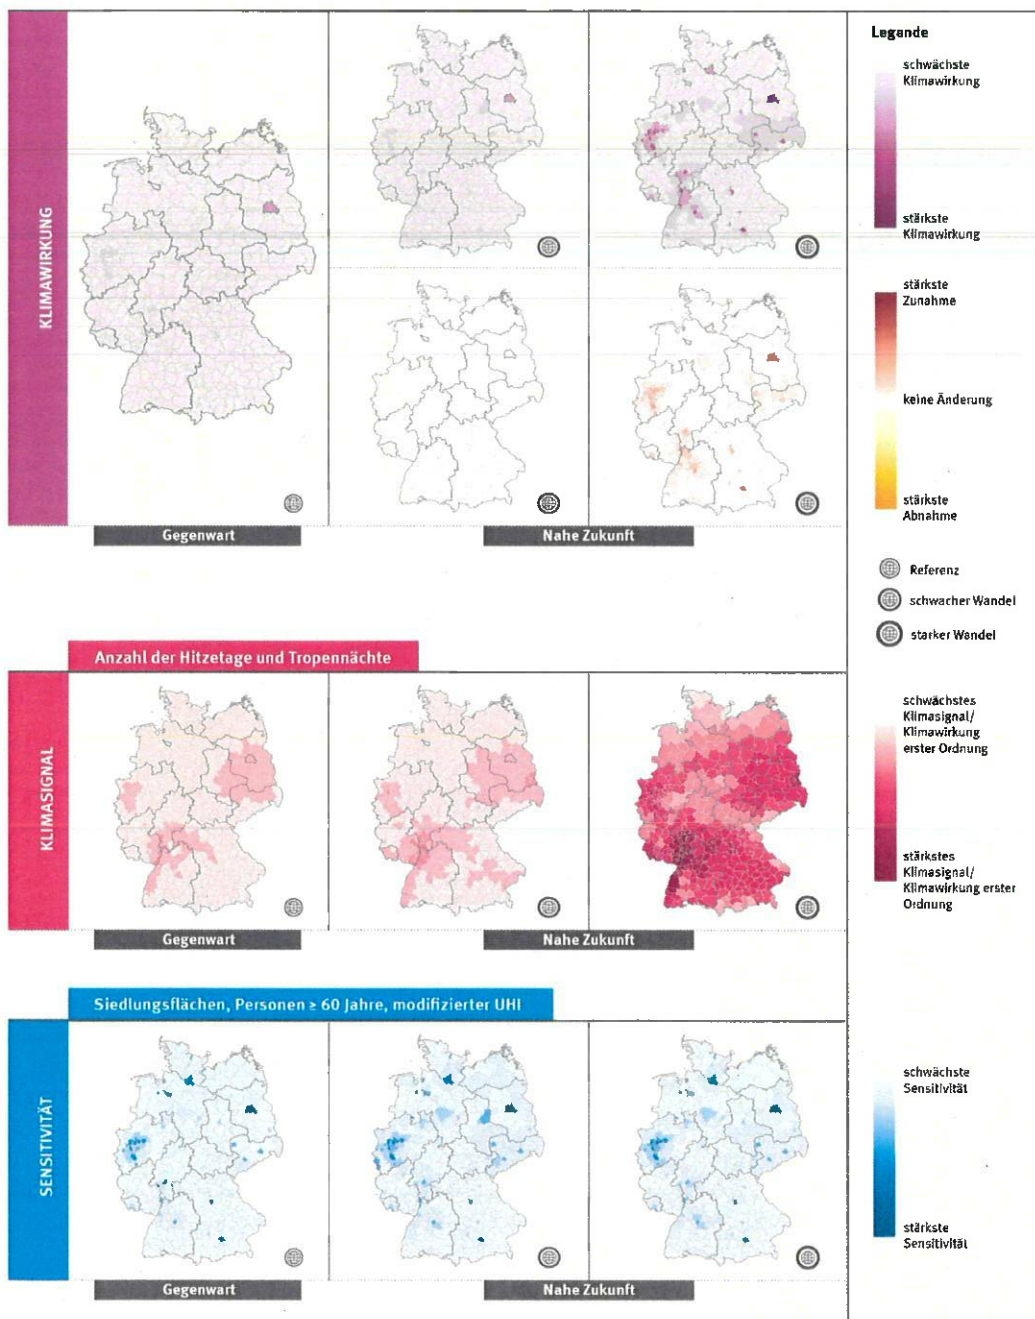 KLIMAWIRKUNG
Gegenwart
Nahe Zukunft
Legande
schwächste
Klimawirkung
stärkste
Klimawirkung
stärkste
Zunahme
keine Änderung
stärkste
Abnahme
Referenz
schwacher Wandel
starker Wandel
Anzahl der Hitzetage und Tropennächte
KLIMASIGNAL
Gegenwart
Nahe Zukunft
schwächstes
Klimasignal/
Klimawirkung
erster Ordnung
stärkstes
Klimasignal/
Klimawirkung erster
Ordnung
Siedlungsflächen, Personen ≥ 60 Jahre, modifizierter UHI
SENSITIVITÄT
Gegenwart
Nahe Zukunft
schwächste
Sensitivität
stärkste
Sensitivität